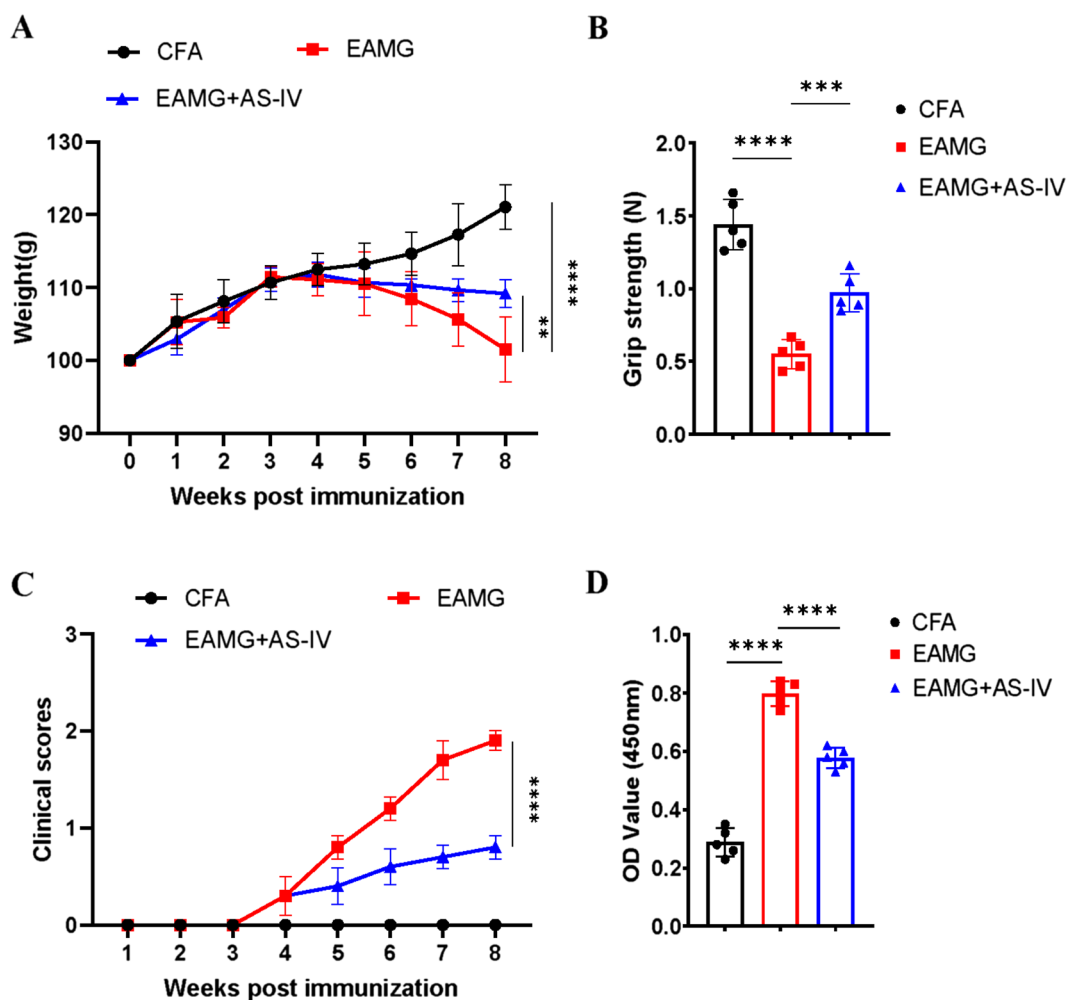 A
CFA
EAMG
EAMG+AS-IV
Weight(g)
130
120
110
100
90
0 1 2 3 4 5 6 7 8
Weeks post immunization
**
****
B
CFA
EAMG
EAMG+AS-IV
***
****
Grip strength (N)
2.0
1.5
1.0
0.5
0.0
C
CFA
EAMG
EAMG+AS-IV
Clinical scores
3
2
1
0
1 2 3 4 5 6 7 8
Weeks post immunization
****
D
CFA
EAMG
EAMG+AS-IV
****
****
OD Value (450nm)
1.0
0.8
0.6
0.4
0.2
0.0